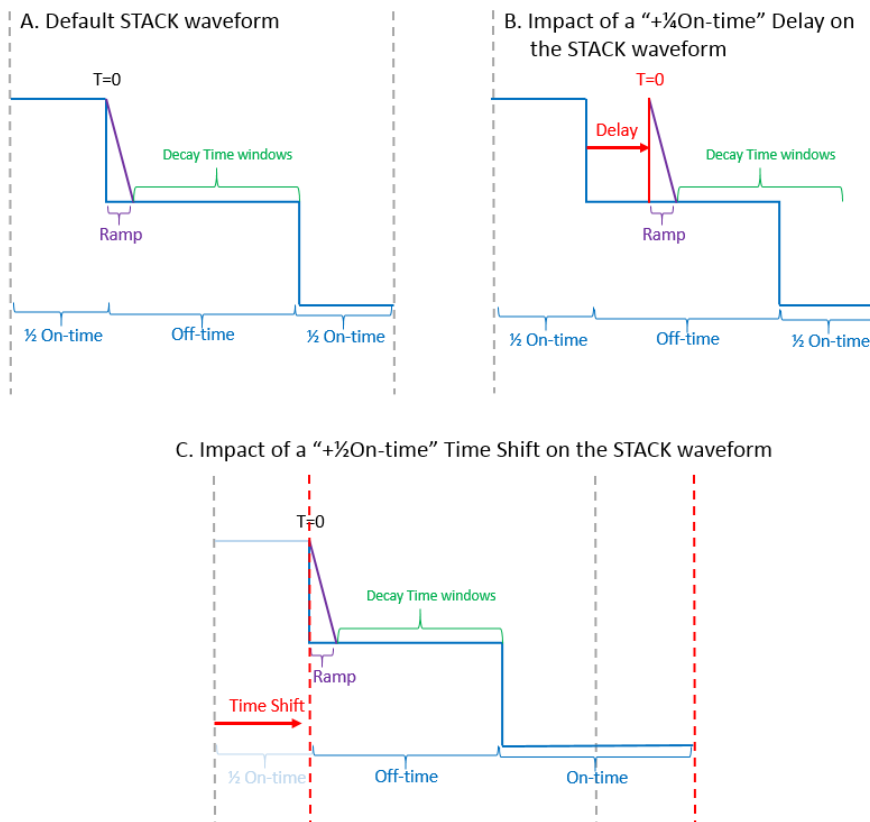 A. Default STACK waveform
T=0
Decay Time windows
Ramp
½ On-time
Off-time
½ On-time
B. Impact of a “+¼On-time” Delay on
the STACK waveform
T=0
Delay
Decay Time windows
Ramp
½ On-time
Off-time
½ On-time
C. Impact of a “+½On-time” Time Shift on the STACK waveform
T=0
Decay Time windows
Ramp
Time Shift
½ On-time
Off-time
On-time